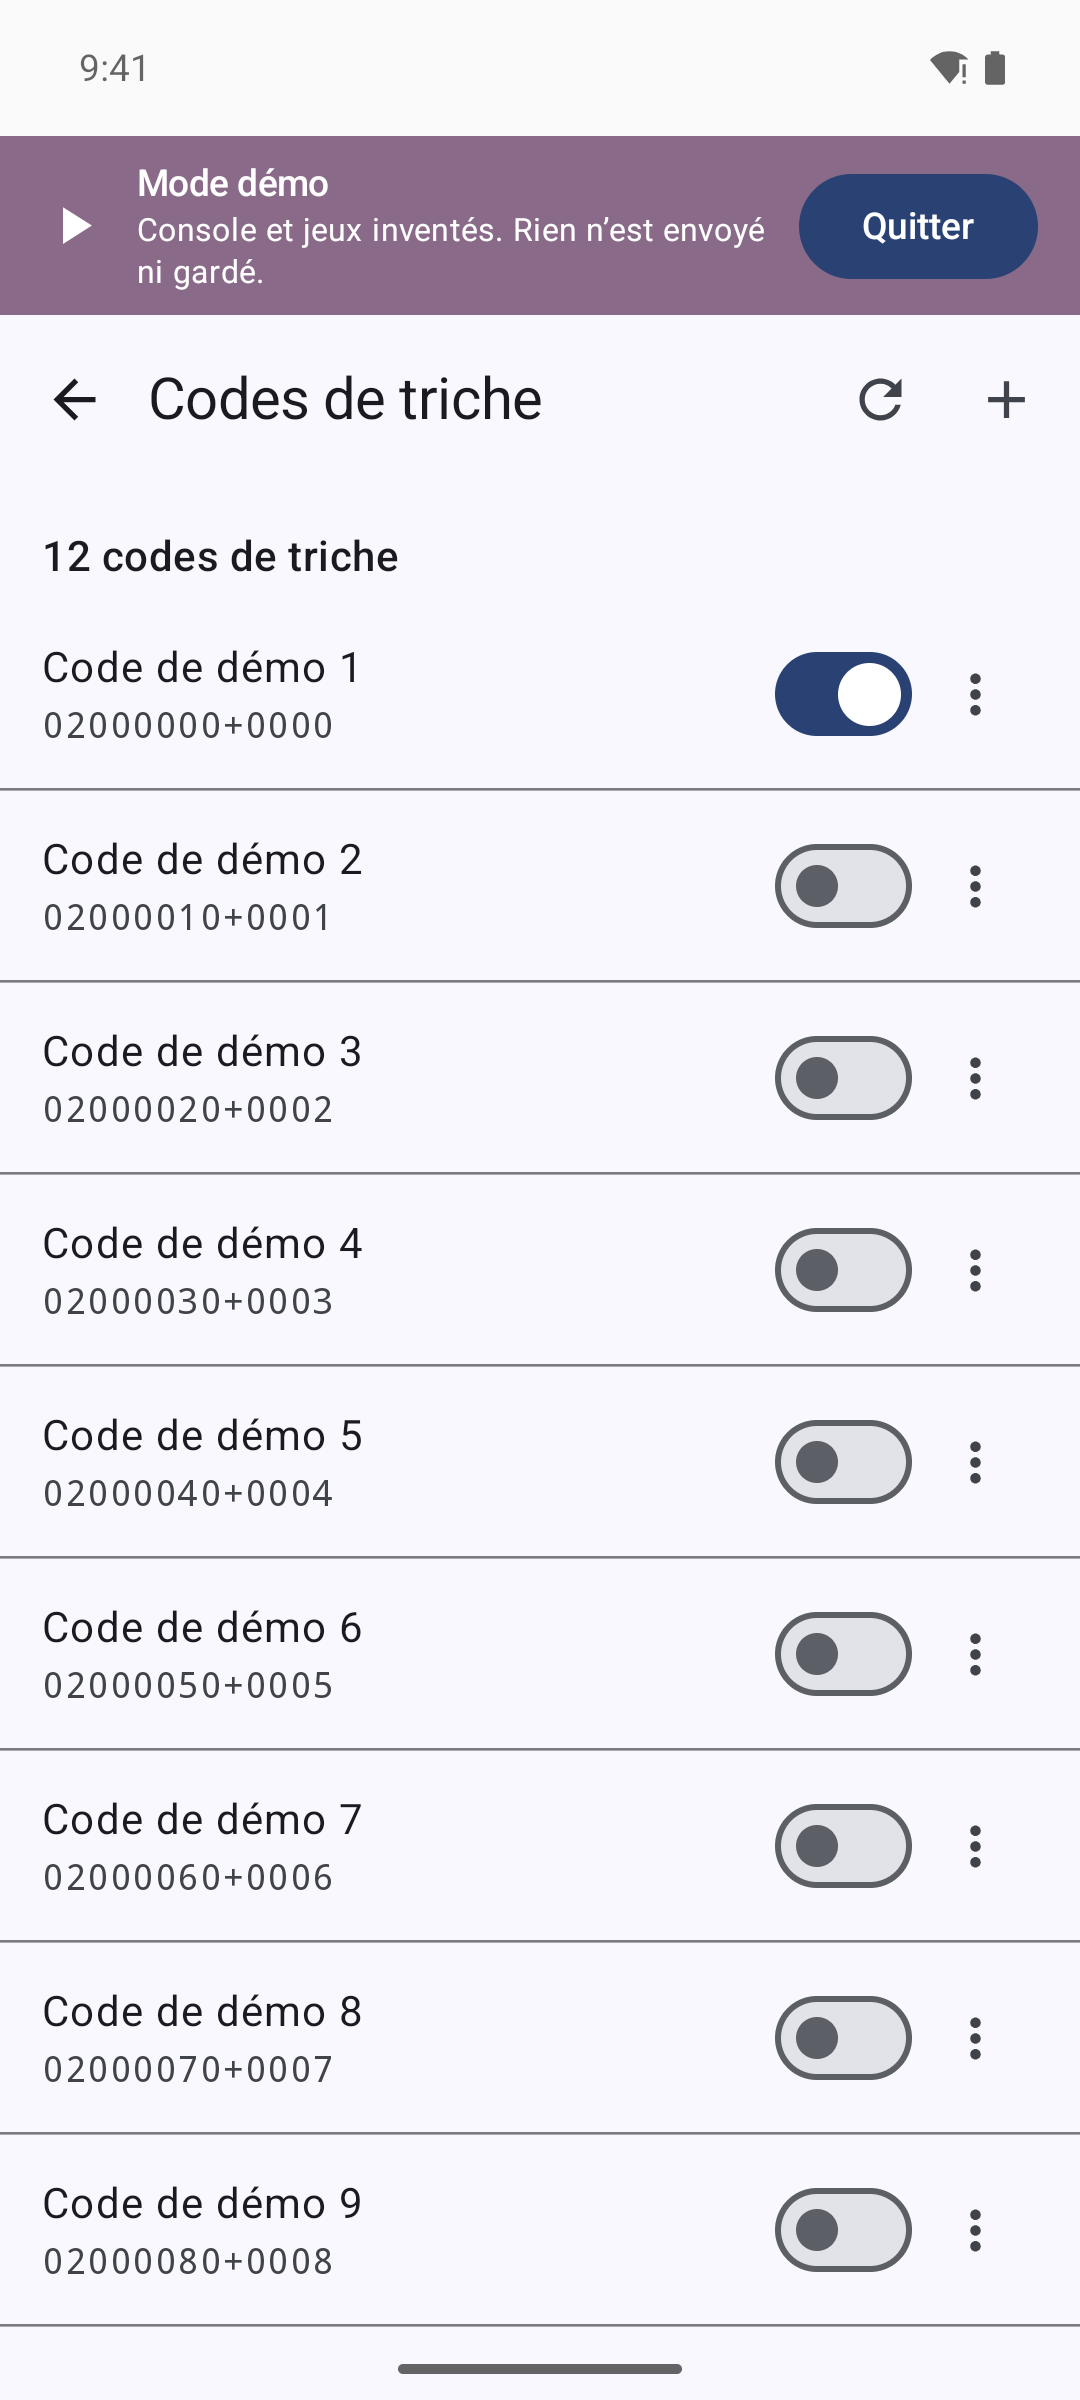 9:41
Mode démo
Console et jeux inventés. Rien n’est envoyé
ni gardé.
Quitter
Codes de triche
12 codes de triche
Code de démo 1
02000000+0000
Code de démo 2
02000010+0001
Code de démo 3
02000020+0002
Code de démo 4
02000030+0003
Code de démo 5
02000040+0004
Code de démo 6
02000050+0005
Code de démo 7
02000060+0006
Code de démo 8
02000070+0007
Code de démo 9
02000080+0008